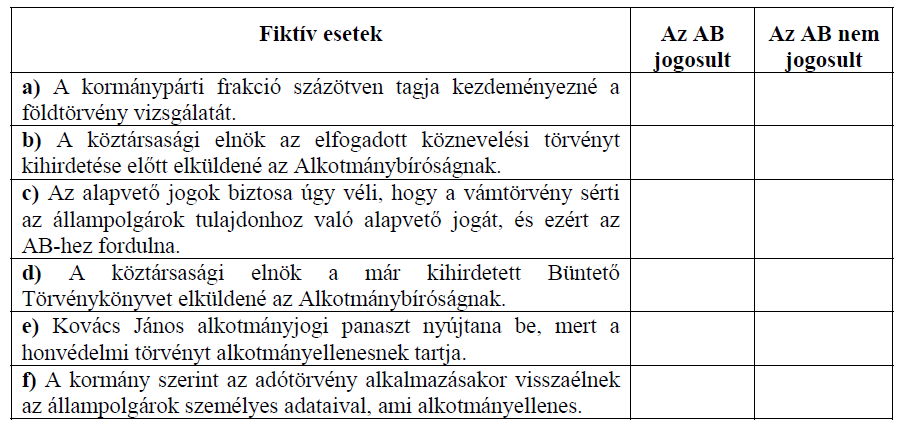 Fiktív esetek
Az AB
jogosult
Az AB nem
jogosult
a) A kormánypárti frakció százötven tagja kezdeményezné a
földtörvény vizsgálatát.
b) A köztársasági elnök az elfogadott köznevelési törvényt
kihirdetése előtt elküldené az Alkotmánybíróságnak.
c) Az alapvető jogok biztosa úgy véli, hogy a vámtörvény sérti
az állampolgárok tulajdonhoz való alapvető jogát, és ezért az
AB-hez fordulna.
d) A köztársasági elnök a már kihirdetett Büntető
Törvénykönyvet elküldené az Alkotmánybíróságnak.
e) Kovács János alkotmányjogi panaszt nyújtana be, mert a
honvédelmi törvényt alkotmányellenesnek tartja.
f) A kormány szerint az adótörvény alkalmazásakor visszaélnek
az állampolgárok személyes adataival, ami alkotmányellenes.